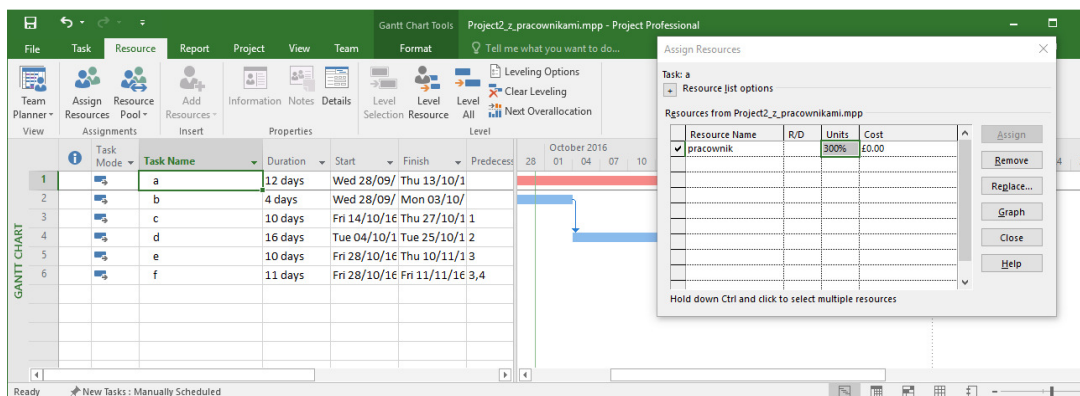 Gantt Chart Tools Project2_z_pracownikami.mpp - Project Professional
File Task Resource Report Project View Team Format Tell me what you want to do...
Team Planner
Assign Resources
Resource Pool
Add Resources
Information Notes Details
Level Selection
Level Resource
Level All
Leveling Options
Clear Leveling
Next Overallocation
View Assignments Insert Properties Level
Task Mode Task Name Duration Start Finish Predecess
October 2016
28 01 04 07 10
1 a 12 days Wed 28/09/ Thu 13/10/1
2 b 4 days Wed 28/09/ Mon 03/10/
3 c 10 days Fri 14/10/16 Thu 27/10/1 1
4 d 16 days Tue 04/10/1 Tue 25/10/1 2
5 e 10 days Fri 28/10/16 Thu 10/11/1 3
6 f 11 days Fri 28/10/16 Fri 11/11/16 3,4
GANTT CHART
Assign Resources
Task: a
+ Resource list options
Resources from Project2_z_pracownikami.mpp
Resource Name R/D Units Cost
pracownik 300% £0.00
Assign
Remove
Replace...
Graph
Close
Help
Hold down Ctrl and click to select multiple resources
4
Ready New Tasks : Manually Scheduled